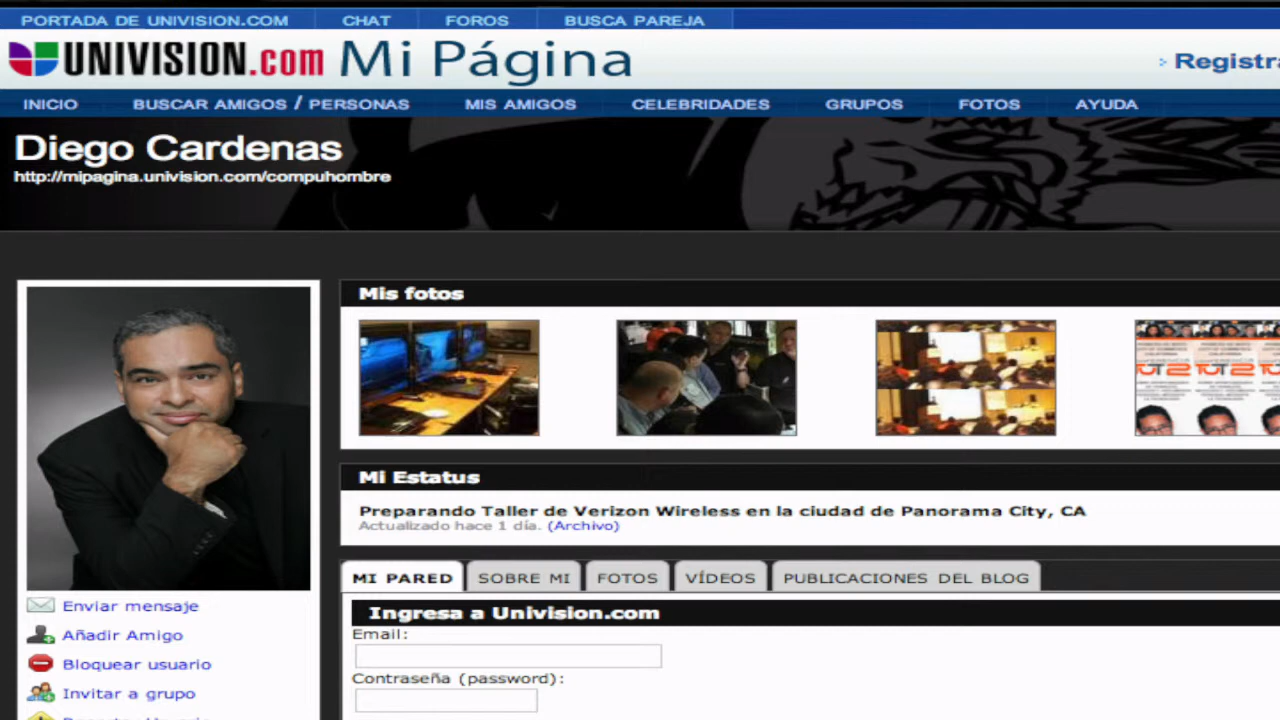 PORTADA DE UNIVISION.COM CHAT FOROS BUSCA PAREJA
UNIVISION.com Mi Página
Registra
INICIO BUSCAR AMIGOS / PERSONAS MIS AMIGOS CELEBRIDADES GRUPOS FOTOS AYUDA
Diego Cardenas
http://mipagina.univision.com/compuhombre
Mis fotos
Mi Estatus
Preparando Taller de Verizon Wireless en la ciudad de Panorama City, CA
Actualizado hace 1 día. (Archivo)
MI PARED SOBRE MI FOTOS VÍDEOS PUBLICACIONES DEL BLOG
Ingresa a Univision.com
Email:
Contraseña (password):
Enviar mensaje
Añadir Amigo
Bloquear usuario
Invitar a grupo